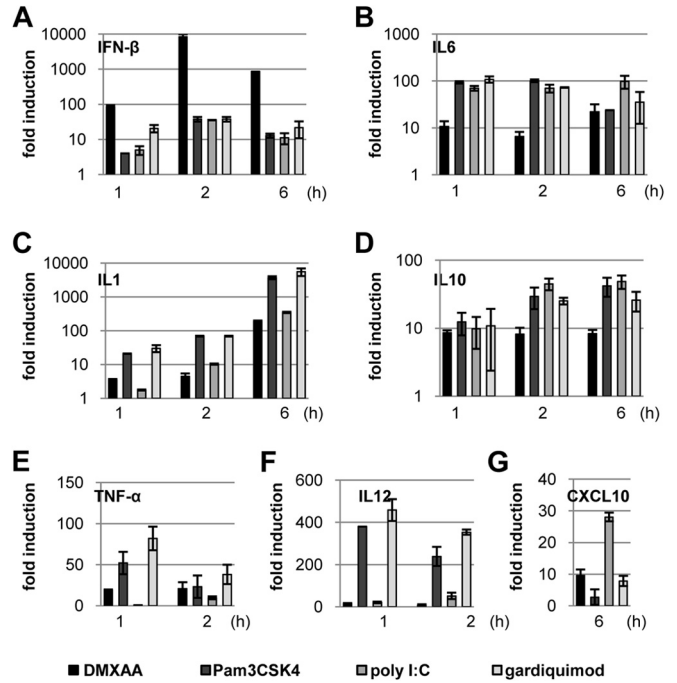 A
B
fold induction
10000
1000
100
10
1
IFN-β
1 2 6 (h)
fold induction
1000
100
10
1
IL6
1 2 6 (h)
C
D
fold induction
10000
1000
100
10
1
IL1
1 2 6 (h)
fold induction
100
10
1
IL10
1 2 6 (h)
E
F
G
fold induction
150
100
50
0
TNF-α
1 2 (h)
fold induction
600
400
200
0
IL12
1 2 (h)
fold induction
40
30
20
10
0
CXCL10
6 (h)
DMXAA Pam3CSK4 poly I:C gardiquimod